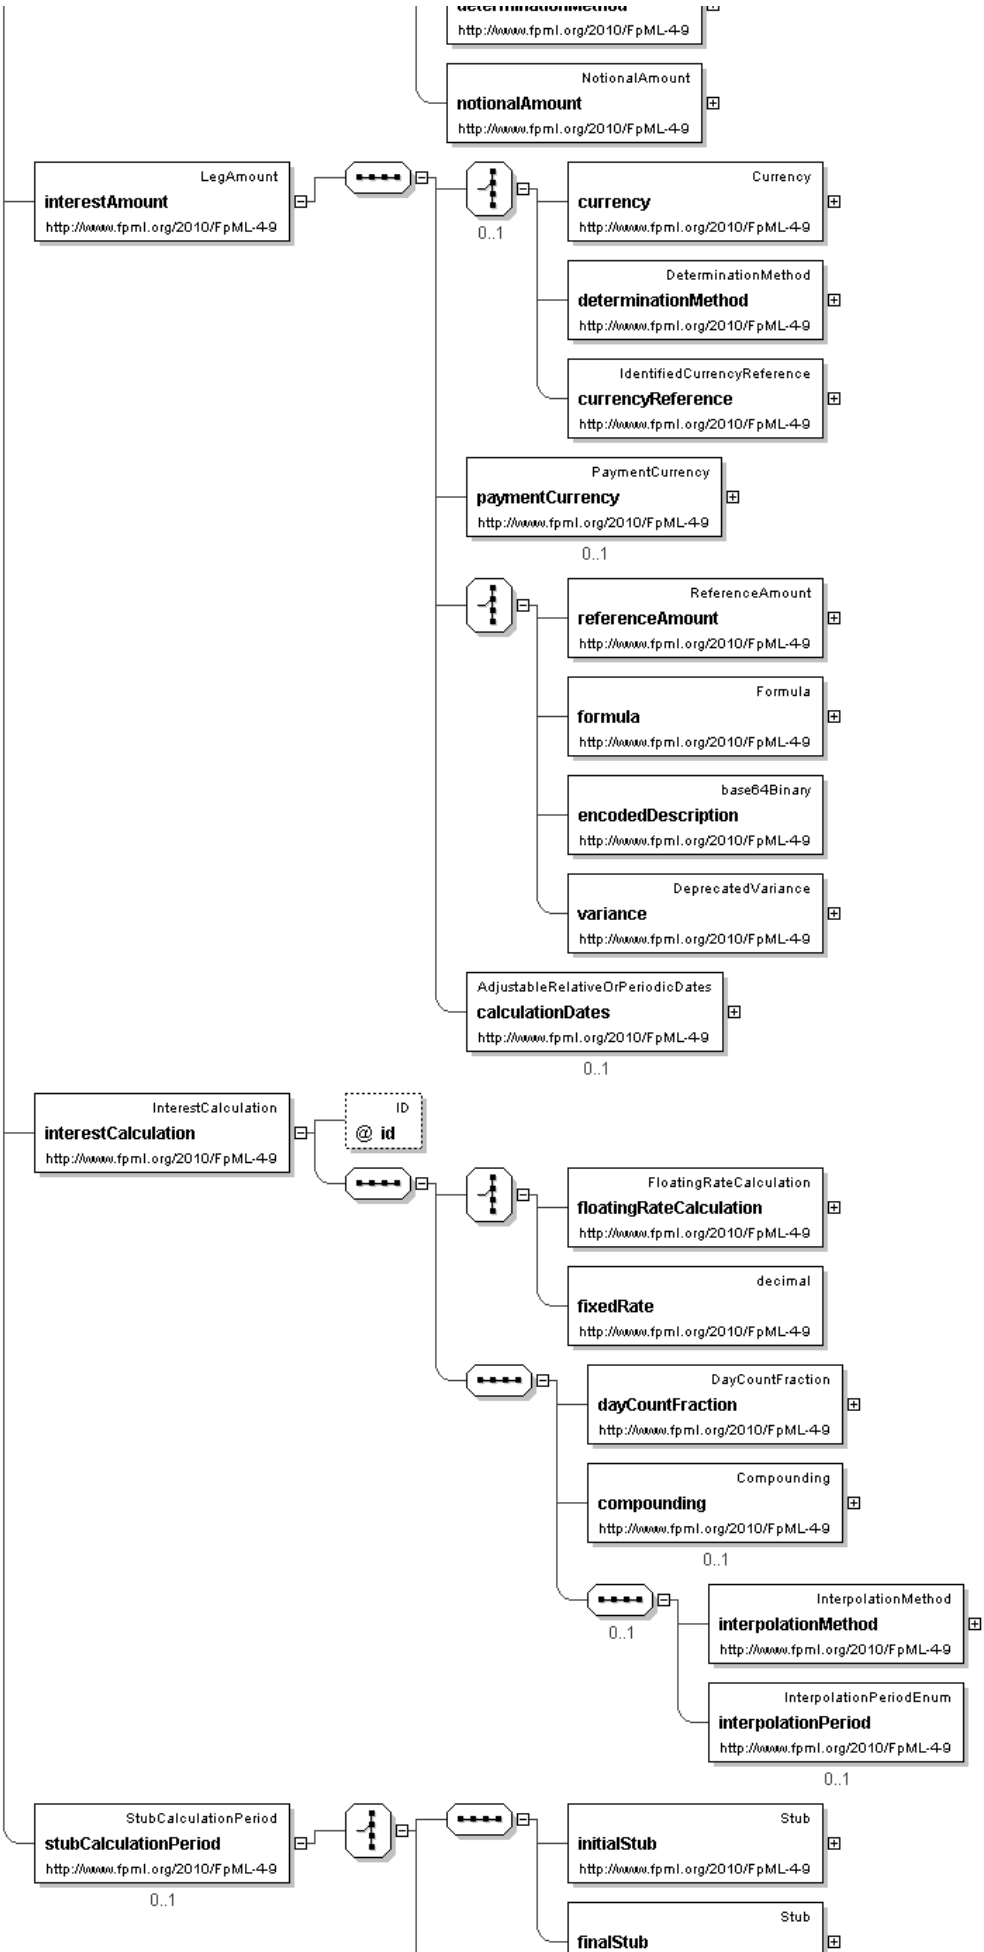 determinationMethod
http://www.fpml.org/2010/FpML-4-9
NotionalAmount
notionalAmount
http://www.fpml.org/2010/FpML-4-9
LegAmount
interestAmount
http://www.fpml.org/2010/FpML-4-9
0..1
Currency
currency
http://www.fpml.org/2010/FpML-4-9
DeterminationMethod
determinationMethod
http://www.fpml.org/2010/FpML-4-9
IdentifiedCurrencyReference
currencyReference
http://www.fpml.org/2010/FpML-4-9
PaymentCurrency
paymentCurrency
http://www.fpml.org/2010/FpML-4-9
0..1
ReferenceAmount
referenceAmount
http://www.fpml.org/2010/FpML-4-9
Formula
formula
http://www.fpml.org/2010/FpML-4-9
base64Binary
encodedDescription
http://www.fpml.org/2010/FpML-4-9
DeprecatedVariance
variance
http://www.fpml.org/2010/FpML-4-9
AdjustableRelativeOrPeriodicDates
calculationDates
http://www.fpml.org/2010/FpML-4-9
0..1
InterestCalculation
interestCalculation
http://www.fpml.org/2010/FpML-4-9
ID
@ id
FloatingRateCalculation
floatingRateCalculation
http://www.fpml.org/2010/FpML-4-9
decimal
fixedRate
http://www.fpml.org/2010/FpML-4-9
DayCountFraction
dayCountFraction
http://www.fpml.org/2010/FpML-4-9
Compounding
compounding
http://www.fpml.org/2010/FpML-4-9
0..1
0..1
InterpolationMethod
interpolationMethod
http://www.fpml.org/2010/FpML-4-9
InterpolationPeriodEnum
interpolationPeriod
http://www.fpml.org/2010/FpML-4-9
0..1
StubCalculationPeriod
stubCalculationPeriod
http://www.fpml.org/2010/FpML-4-9
0..1
Stub
initialStub
http://www.fpml.org/2010/FpML-4-9
Stub
finalStub